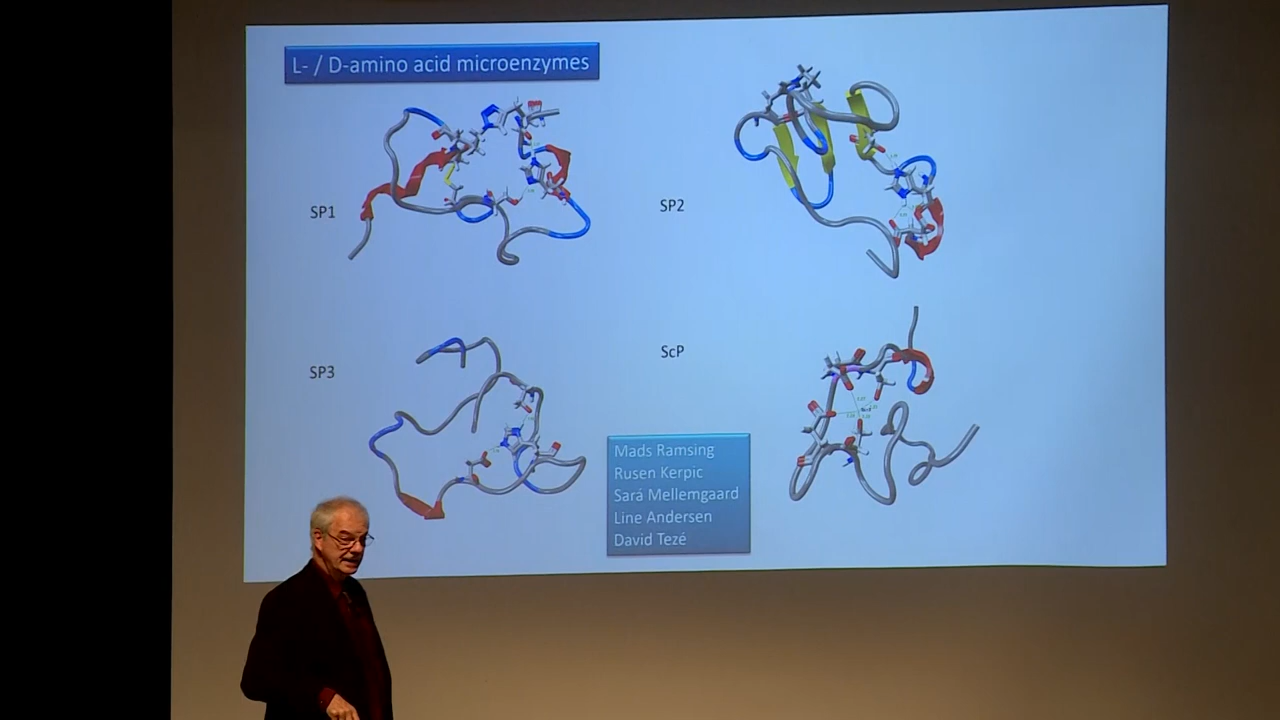 L- / D-amino acid microenzymes
SP1
SP2
SP3
ScP
Mads Ramsing
Rusen Kerpic
Sará Mellemgaard
Line Andersen
David Tezé